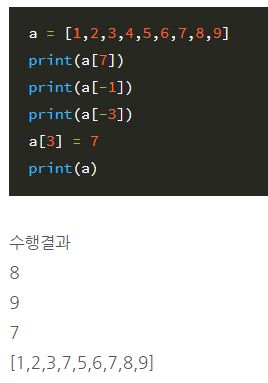 a = [1,2,3,4,5,6,7,8,9]
print(a[7])
print(a[-1])
print(a[-3])
a[3] = 7
print(a)
수행결과
8
9
7
[1,2,3,7,5,6,7,8,9]